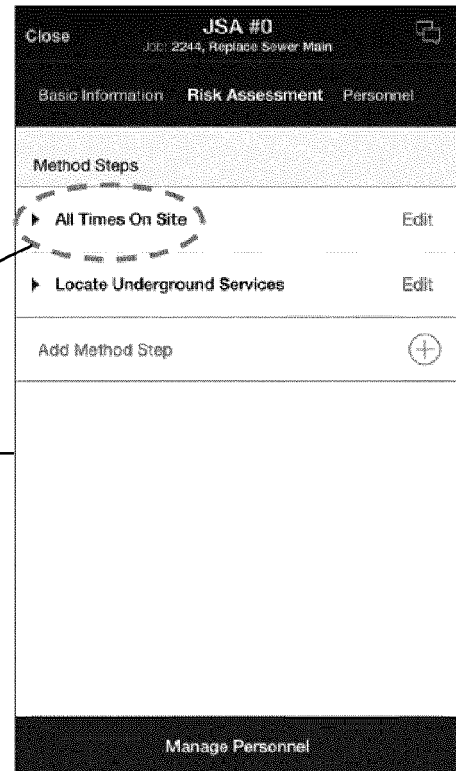 Close
JSA #0
Job: 2244, Replace Sewer Main
Basic Information Risk Assessment Personnel
Method Steps
All Times On Site Edit
Locate Underground Services Edit
Add Method Step
Manage Personnel